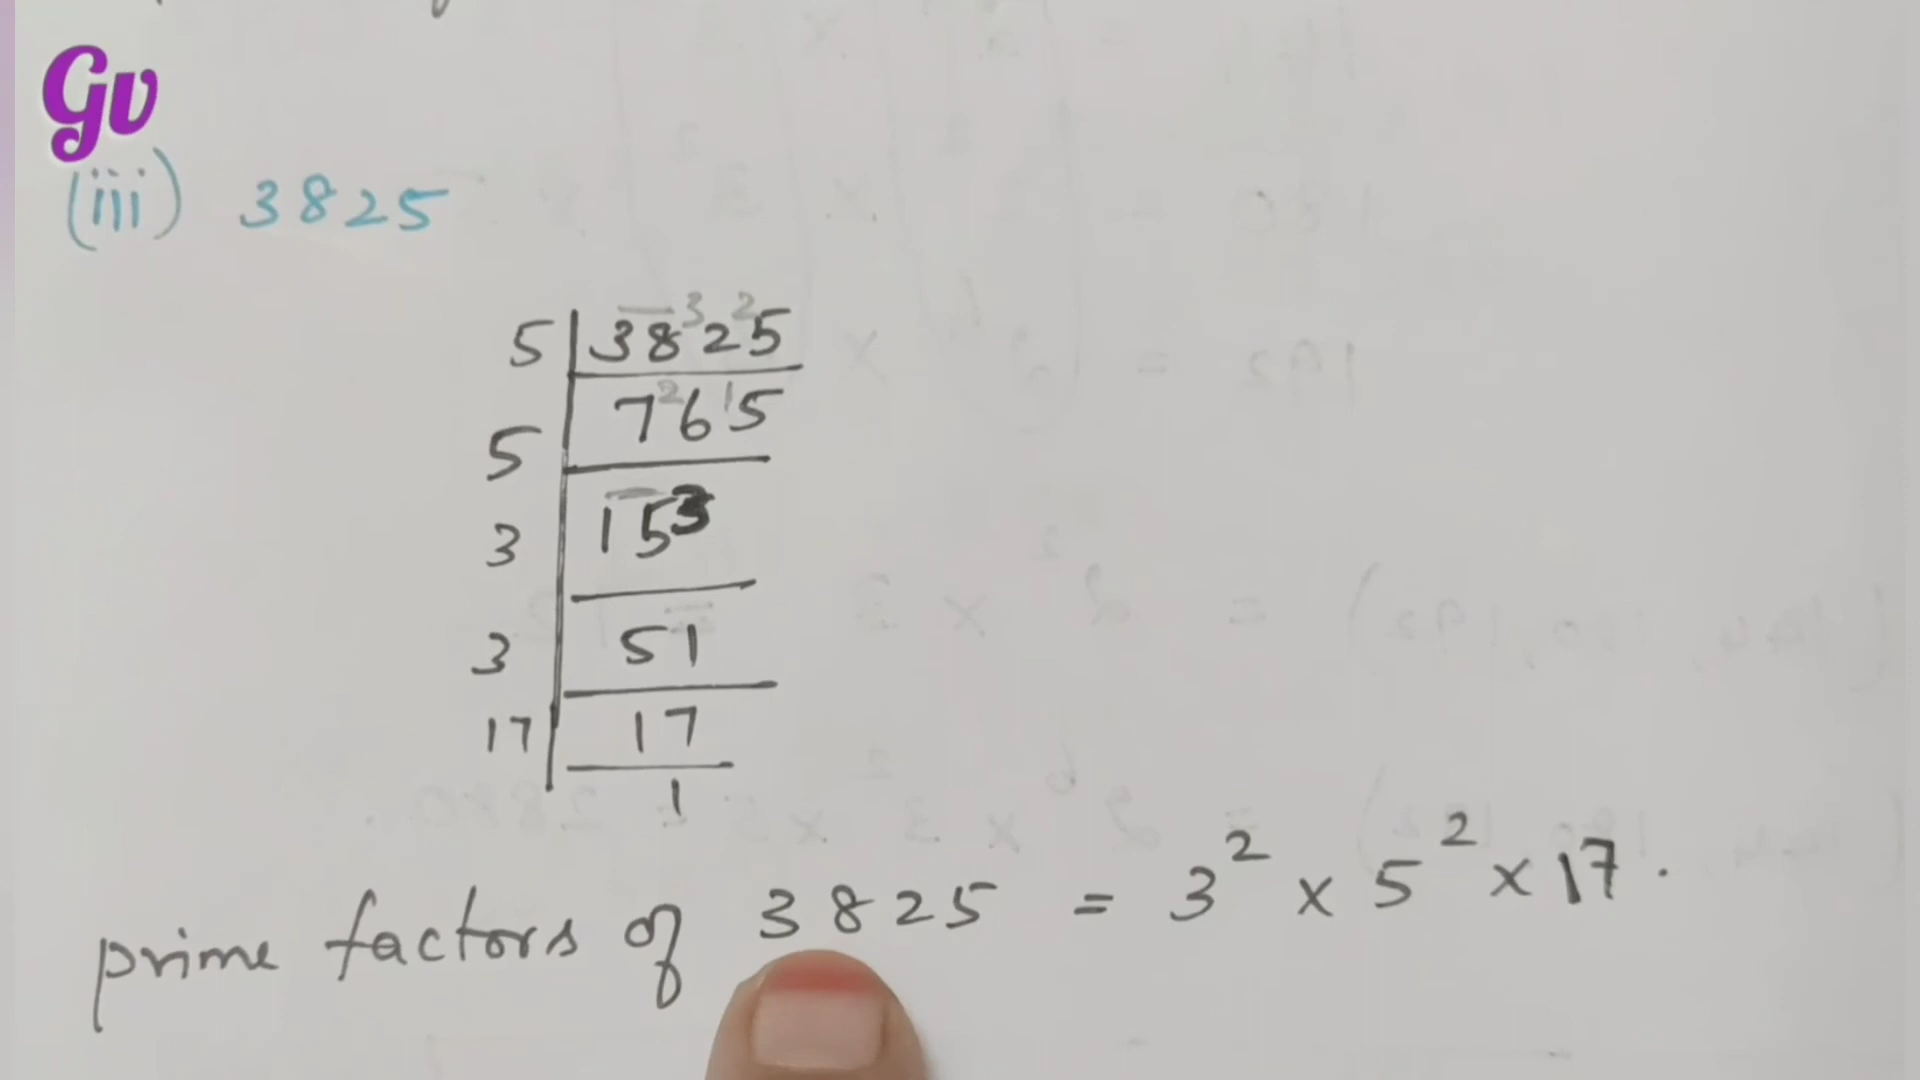 Gv
(iii) 3825
5 | 3825
5 | 765
3 | 153
3 | 51
17 | 17
1
prime factors of 3825 = 3² × 5² × 17.